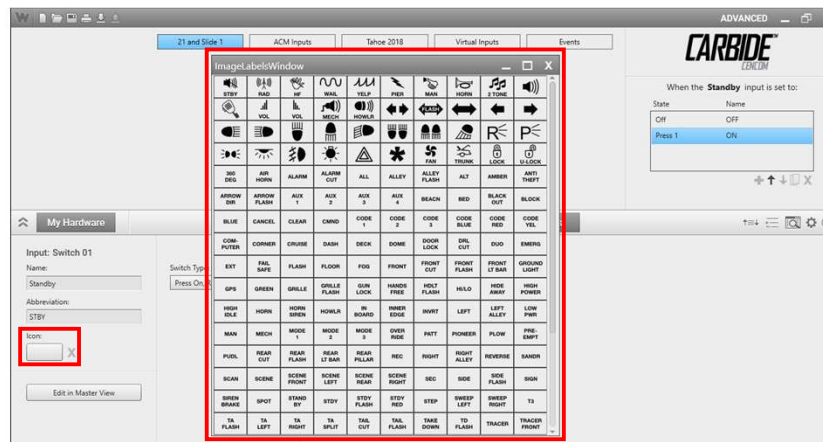 W
ADVANCED
21 and Slide 1
ACM Inputs
Tahoe 2018
Virtual Inputs
Events
CARBIDE
CENCOM
When the Standby input is set to:
State Name
Off OFF
Press 1 ON
My Hardware
Input: Switch 01
Name:
Standby
Abbreviation:
STBY
Icon:
X
Edit in Master View
Switch Type
Press On,
ImageLabelsWindow
STBY RAD HF WAIL YELP PIER MAN HORN 2 TONE
VOL VOL MECH HOWLR FLASH
R P
FAN TRUNK LOCK U-LOCK
360 DEG AIR HORN ALARM ALARM CUT ALL ALLEY ALLEY FLASH ALT AMBER ANTI THEFT
ARROW DIR ARROW FLASH AUX 1 AUX 2 AUX 3 AUX 4 BEACN BED BLACK OUT BLOCK
BLUE CANCEL CLEAR CMND CODE 1 CODE 2 CODE 3 CODE BLUE CODE RED CODE YEL
COM-PUTER CORNER CRUISE DASH DECK DOME DOOR LOCK DRL CUT DUO EMERG
EXT FAIL SAFE FLASH FLOOR FOG FRONT FRONT CUT FRONT FLASH FRONT LT BAR GROUND LIGHT
GPS GREEN GRILLE GRILLE FLASH GUN LOCK HANDS FREE HDLT FLASH HI/LO HIDE AWAY HIGH POWER
HIGH IDLE HORN HORN SIREN HOWLR IN BOARD INNER EDGE INVRT LEFT LEFT ALLEY LOW PWR
MAN MECH MODE 1 MODE 2 MODE 3 OVER RIDE PATT PIONEER PLOW PRE-EMPT
PUDL REAR CUT REAR FLASH REAR LT BAR REAR PILLAR REC RIGHT RIGHT ALLEY REVERSE SANDR
SCAN SCENE SCENE FRONT SCENE LEFT SCENE REAR SCENE RIGHT SEC SIDE SIDE FLASH SIGN
SIREN BRAKE SPOT STAND BY STDY STDY FLASH STDY RED STEP SWEEP LEFT SWEEP RIGHT T3
TA FLASH TA LEFT TA RIGHT TA SPLIT TAIL CUT TAIL FLASH TAKE DOWN TD FLASH TRACER TRACER FRONT